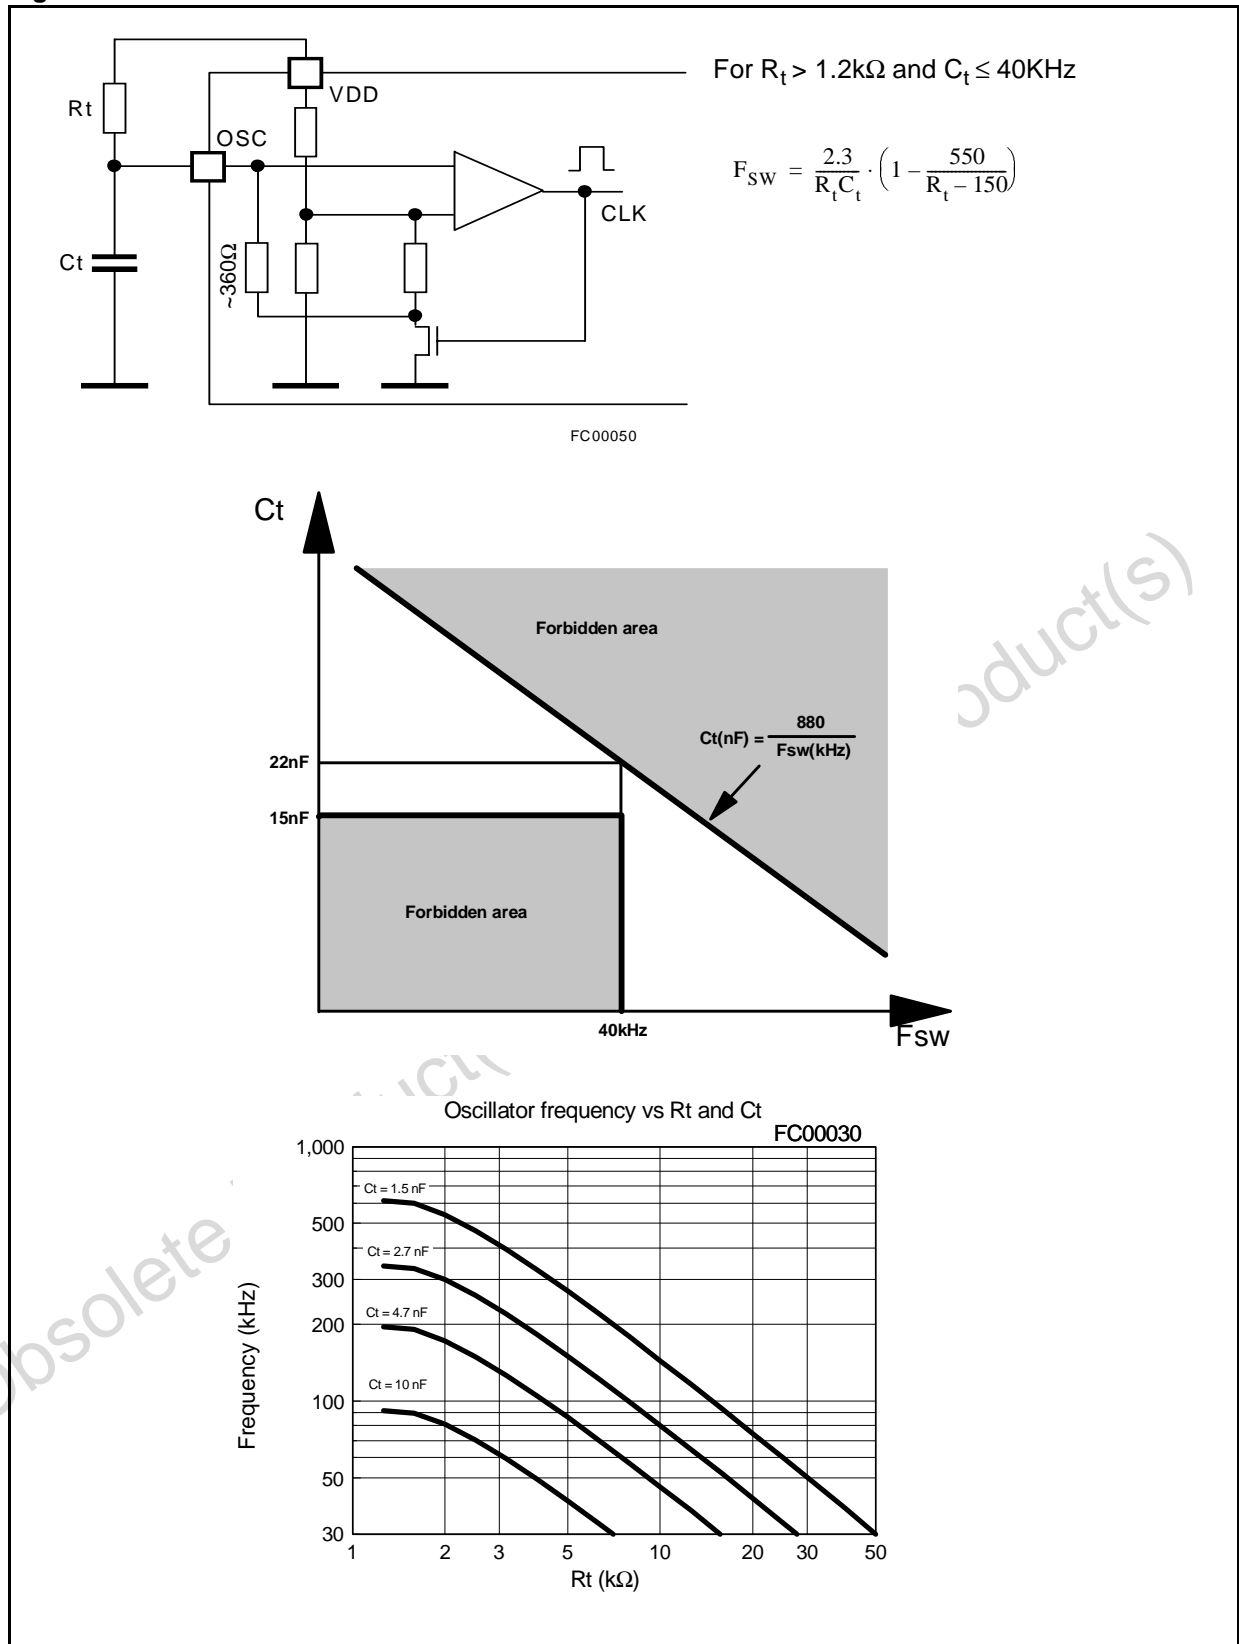 For Rt > 1.2kΩ and Ct ≤ 40KHz
Rt
VDD
OSC
CLK
Ct
~360Ω
FSW = 2.3 / RtCt · (1 − 550 / Rt − 150)
FC00050
Ct
Forbidden area
Ct(nF) = 880 / Fsw(kHz)
22nF
15nF
Forbidden area
40kHz
Fsw
Oscillator frequency vs Rt and Ct
FC00030
1,000
Ct = 1.5 nF
500
Ct = 2.7 nF
300
Ct = 4.7 nF
200
Ct = 10 nF
100
50
30
Frequency (kHz)
1 2 3 5 10 20 30 50
Rt (kΩ)
Obsolete